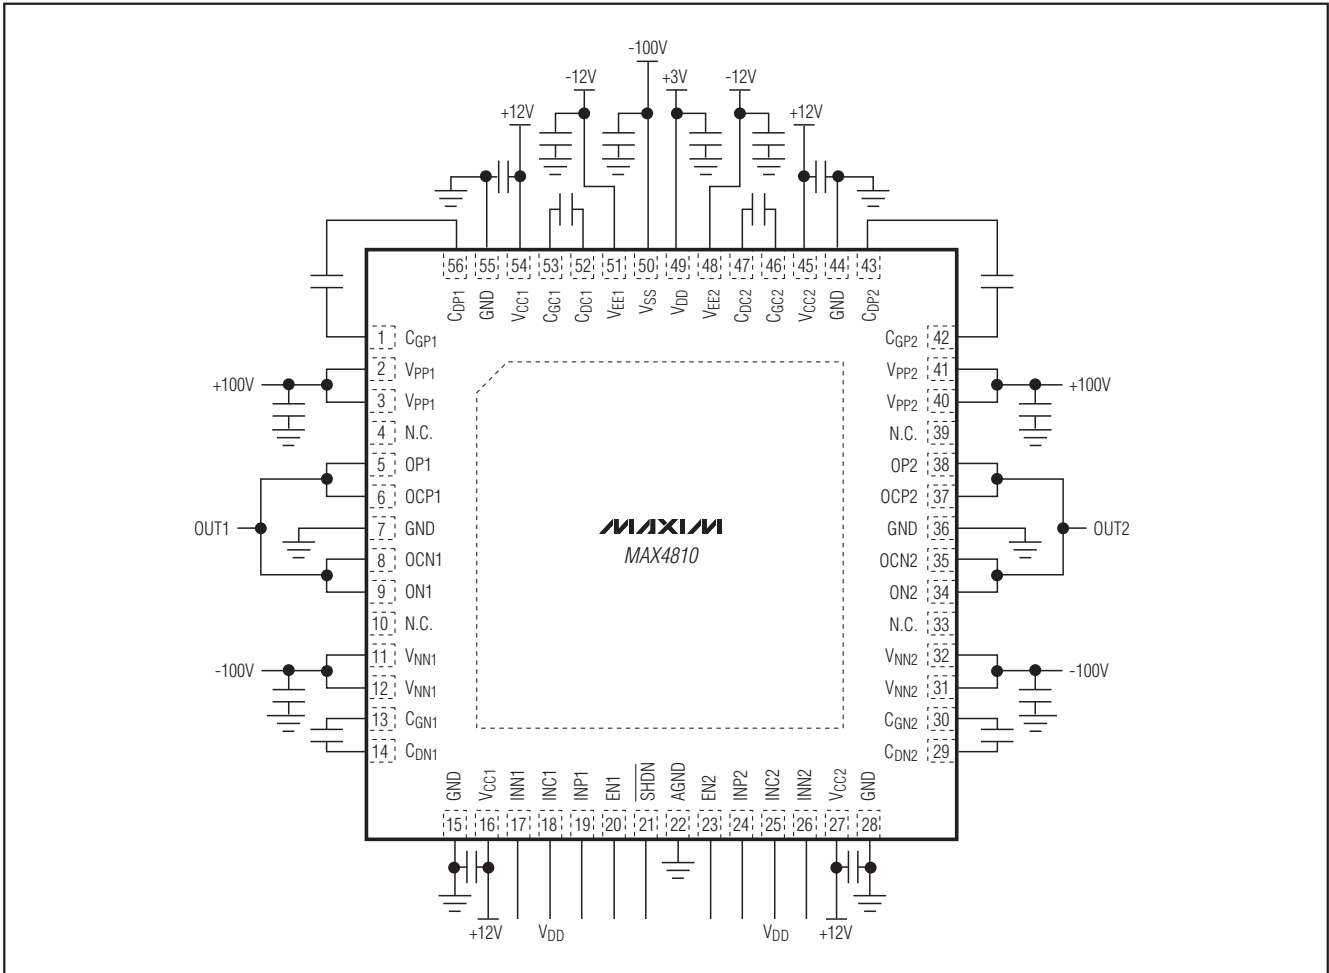 -100V
-12V +3V -12V
+12V +12V
56 55 54 53 52 51 50 49 48 47 46 45 44 43
CDP1 GND VCC1 CGC1 CDC1 VEE1 VSS VDD VEE2 CDC2 CGC2 VCC2 GND CDP2
1 CGP1 CGP2 42
2 VPP1 VPP2 41
+100V +100V
3 VPP1 VPP2 40
4 N.C. N.C. 39
5 OP1 OP2 38
6 OCP1 OCP2 37
OUT1 7 GND GND 36 OUT2
MAXIM
MAX4810
8 OCN1 OCN2 35
9 ON1 ON2 34
10 N.C. N.C. 33
11 VNN1 VNN2 32
-100V -100V
12 VNN1 VNN2 31
13 CGN1 CGN2 30
14 CDN1 CDN2 29
GND VCC1 INN1 INC1 INP1 EN1 SHDN AGND EN2 INP2 INC2 INN2 VCC2 GND
15 16 17 18 19 20 21 22 23 24 25 26 27 28
+12V VDD VDD +12V